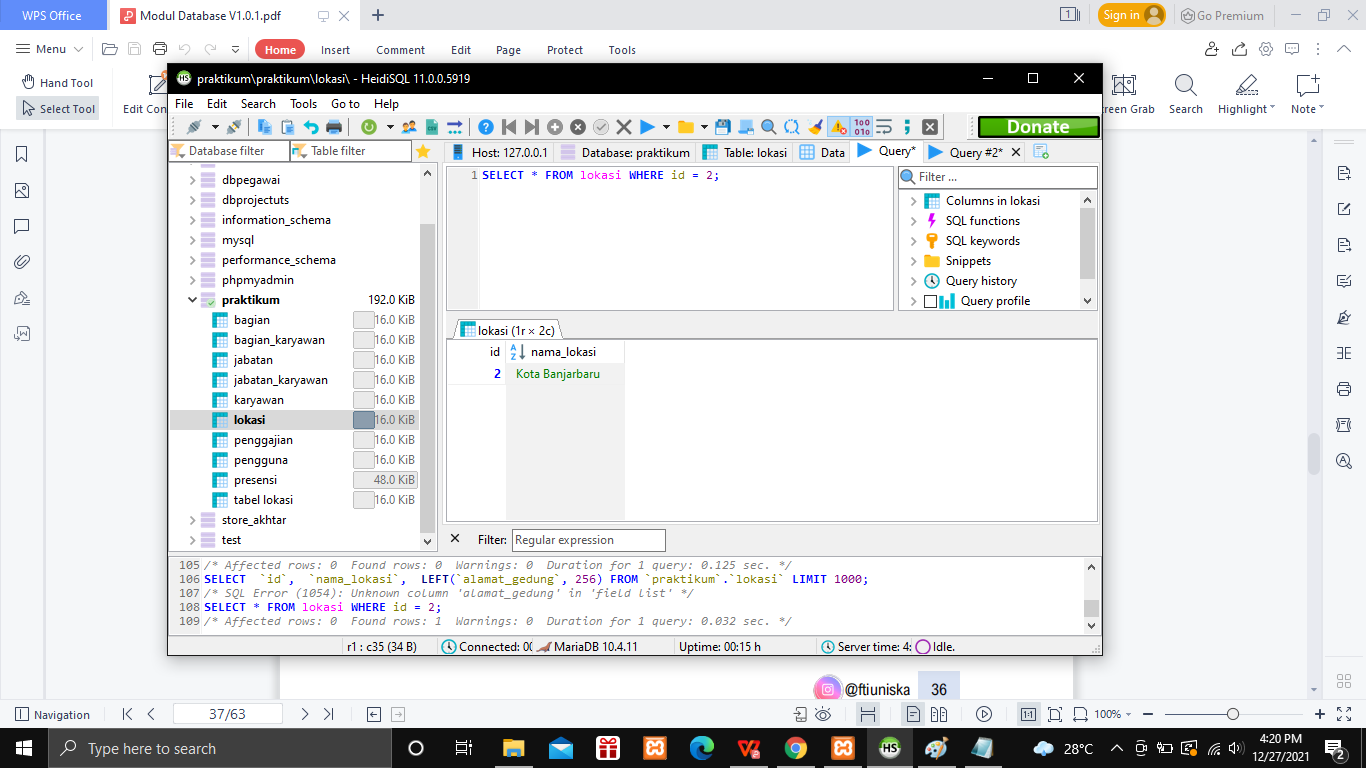 WPS Office
Modul Database V1.0.1.pdf
1
Sign in
Go Premium
Menu
Home
Insert
Comment
Edit
Page
Protect
Tools
Hand Tool
Select Tool
Edit Con
reen Grab
Search
Highlight
Note
HS
praktikum\praktikum\lokasi\ - HeidiSQL 11.0.0.5919
File Edit Search Tools Go to Help
Donate
Database filter
Table filter
Host: 127.0.0.1
Database: praktikum
Table: lokasi
Data
Query*
Query #2*
dbpegawai
dbprojectuts
information_schema
mysql
performance_schema
phpmyadmin
praktikum 192.0 KiB
bagian 16.0 KiB
bagian_karyawan 16.0 KiB
jabatan 16.0 KiB
jabatan_karyawan 16.0 KiB
karyawan 16.0 KiB
lokasi 16.0 KiB
penggajian 16.0 KiB
pengguna 16.0 KiB
presensi 48.0 KiB
tabel lokasi 16.0 KiB
store_akhtar
test
1 SELECT * FROM lokasi WHERE id = 2;
Filter ...
Columns in lokasi
SQL functions
SQL keywords
Snippets
Query history
Query profile
lokasi (1r × 2c)
id nama_lokasi
2 Kota Banjarbaru
Filter: Regular expression
105 /* Affected rows: 0 Found rows: 0 Warnings: 0 Duration for 1 query: 0.125 sec. */
106 SELECT `id`, `nama_lokasi`, LEFT(`alamat_gedung`, 256) FROM `praktikum`.`lokasi` LIMIT 1000;
107 /* SQL Error (1054): Unknown column 'alamat_gedung' in 'field list' */
108 SELECT * FROM lokasi WHERE id = 2;
109 /* Affected rows: 0 Found rows: 1 Warnings: 0 Duration for 1 query: 0.032 sec. */
r1 : c35 (34 B)
Connected: 00
MariaDB 10.4.11
Uptime: 00:15 h
Server time: 4:
Idle.
@ftiuniska 36
Navigation
37/63
1:1
100%
Type here to search
HS
28°C
4:20 PM
12/27/2021
2